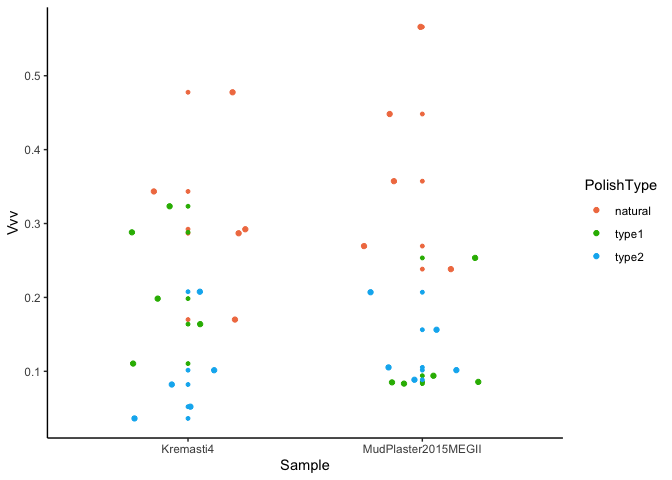 0.5
0.4
0.3
0.2
0.1
Vvv
Kremasti4
MudPlaster2015MEGII
Sample
PolishType
natural
type1
type2